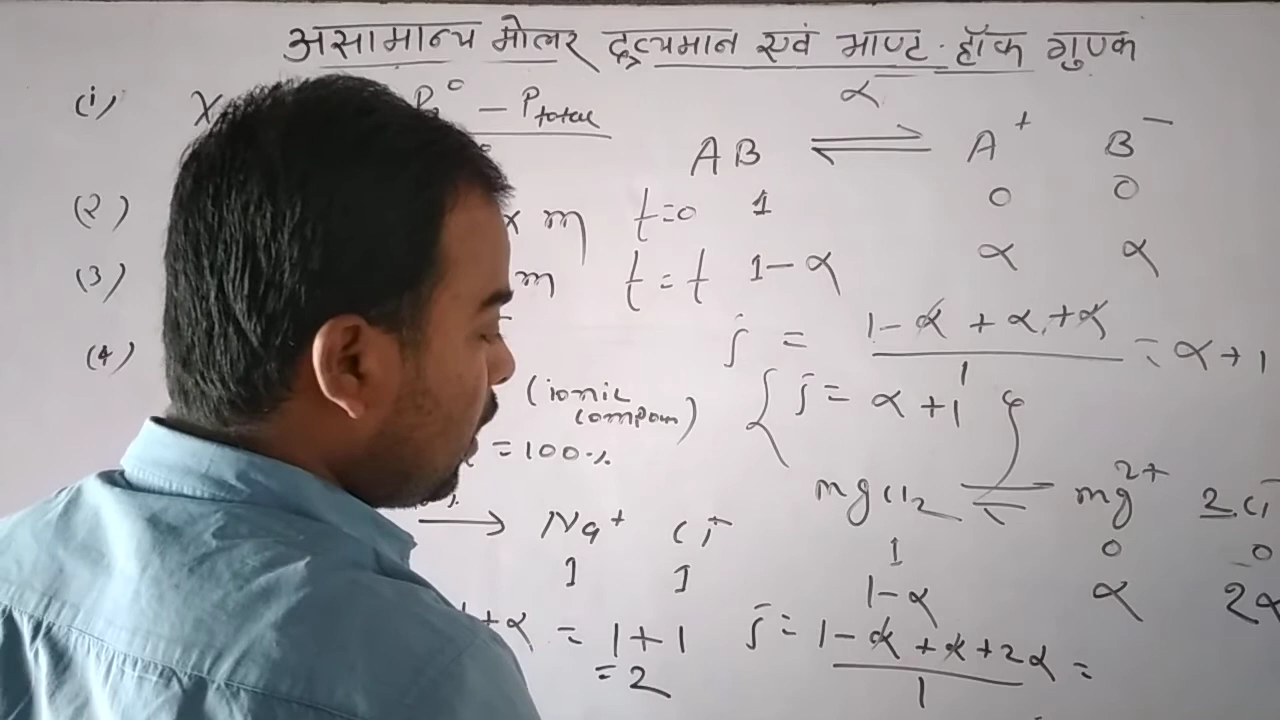 असामान्य मोलर द्रव्यमान एवं भाण्ट हॉफ गुणक
(i) X P° - Ptotal
(2) x m
(3) m
(4)
(ionic
compoun)
= 100%
→ Na⁺ Cl⁻
1 1
+α = 1+1
= 2
α
AB ⇌ A⁺ B⁻
t=0 1 0 0
t=t 1-α α α
i = 1-α+α+α / 1 = α+1
{ i = α+1 }
mgcl₂ ⇌ mg²⁺ 2cl⁻
1 0 0
1-α α 2α
i = 1-α+α+2α / 1 =